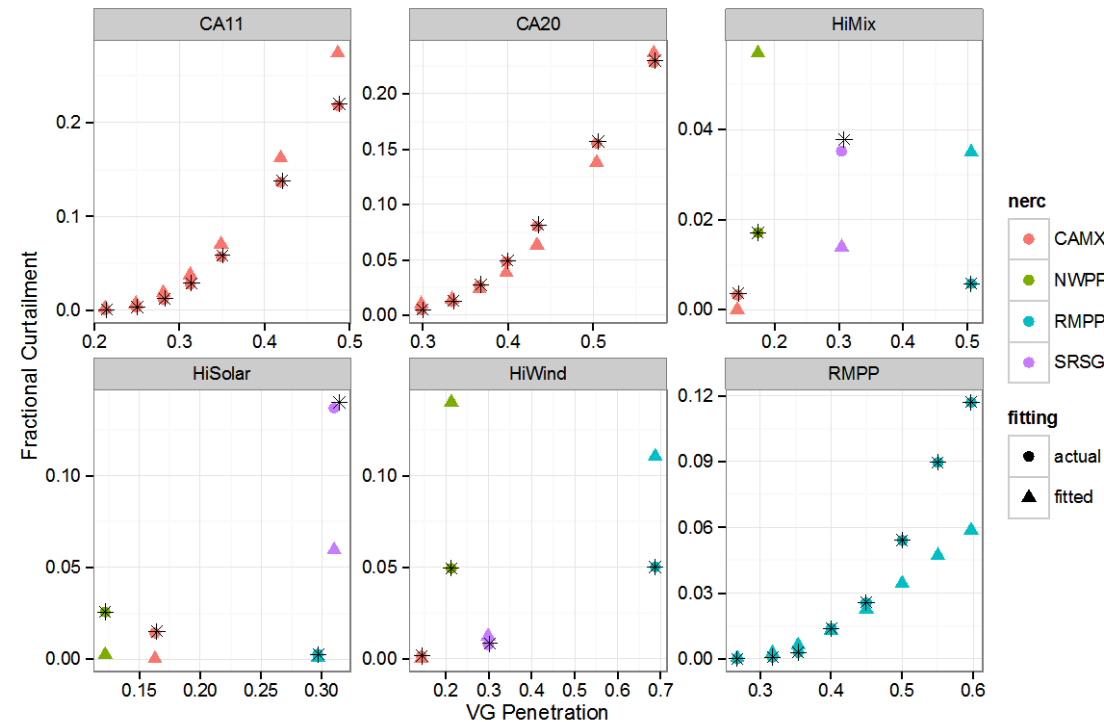 CA11 CA20 HiMix
0.2
0.1
0.0
0.2 0.3 0.4 0.5
0.20
0.15
0.10
0.05
0.00
0.3 0.4 0.5
0.04
0.02
0.00
0.2 0.3 0.4 0.5
HiSolar HiWind RMPP
0.10
0.05
0.00
0.15 0.20 0.25 0.30
0.10
0.05
0.00
0.2 0.3 0.4 0.5 0.6 0.7
0.12
0.09
0.06
0.03
0.00
0.3 0.4 0.5 0.6
Fractional Curtailment
VG Penetration
nerc
CAMX
NWPP
RMPP
SRSG
fitting
actual
fitted